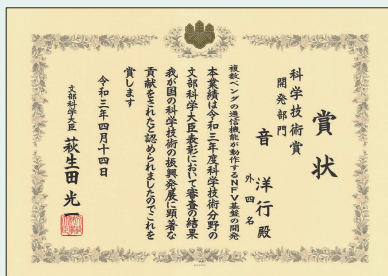 賞状
科学技術賞
開発部門
音洋行殿
外四名
複数ベンダの通信機能が動作するNFV基盤の開発
本業績は令和三年度科学技術分野の
文部科学大臣表彰において審査の結果
我が国の科学技術の振興発展に顕著な
貢献をされたと認められましたのでこれを
賞します
令和三年四月十四日
文部科学大臣 萩生田光一